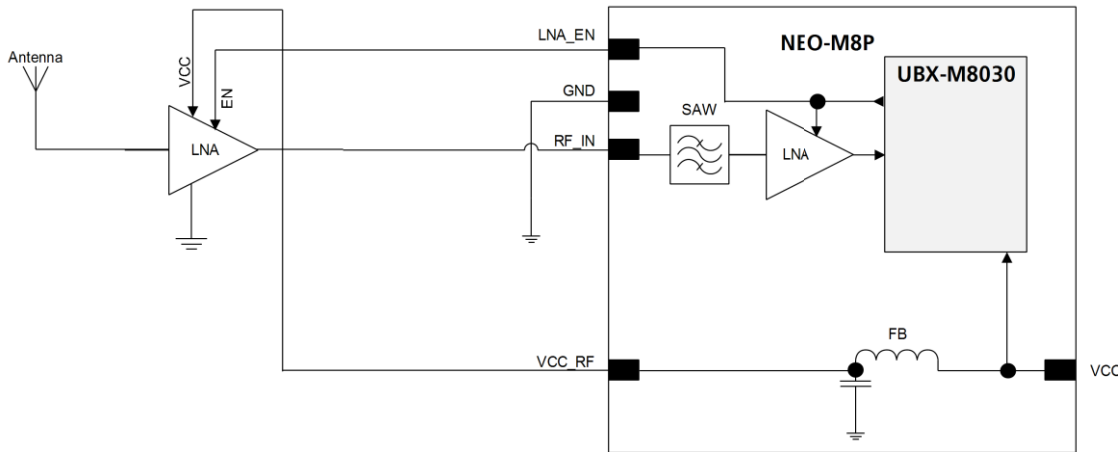 LNA_EN
NEO-M8P
Antenna
VCC
UBX-M8030
EN
GND
SAW
LNA
RF_IN
LNA
FB
VCC_RF
VCC